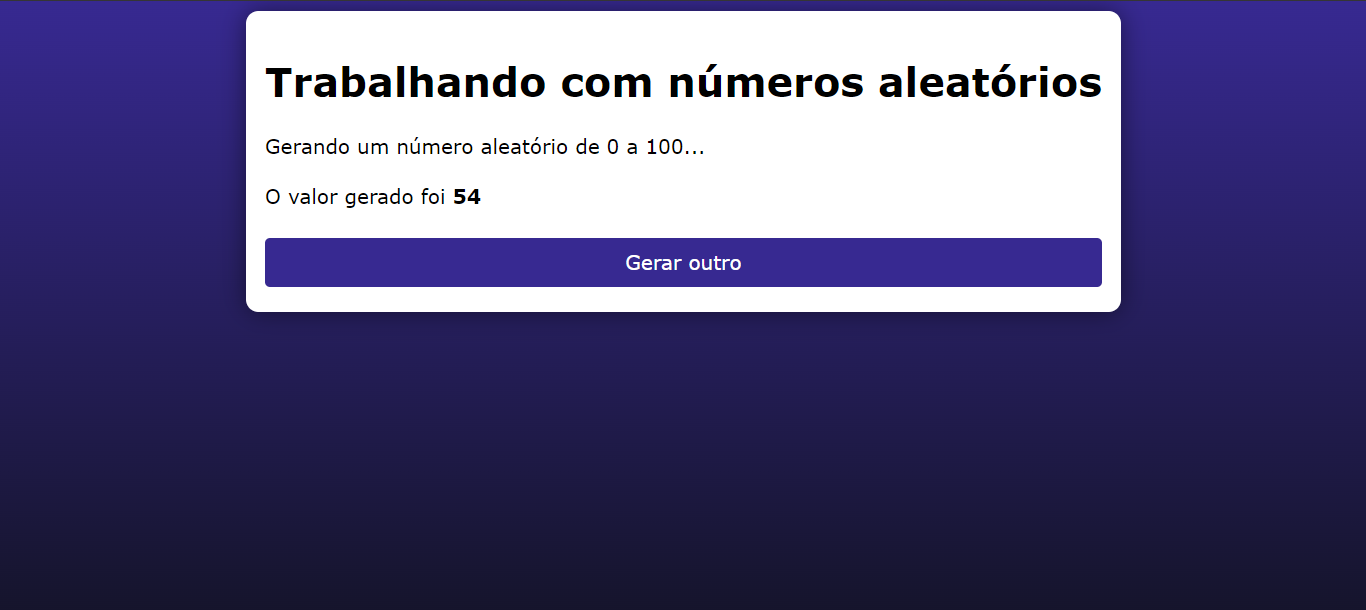 Trabalhando com números aleatórios
Gerando um número aleatório de 0 a 100...
O valor gerado foi 54
Gerar outro